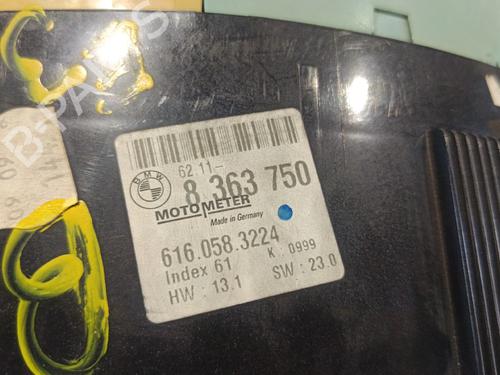 BMW
62 11-
8 363 750
MOTOMETER
Made in Germany
616.058.3224
Index 61
K : 0999
HW : 13.1
SW : 23.0
B-PARTS